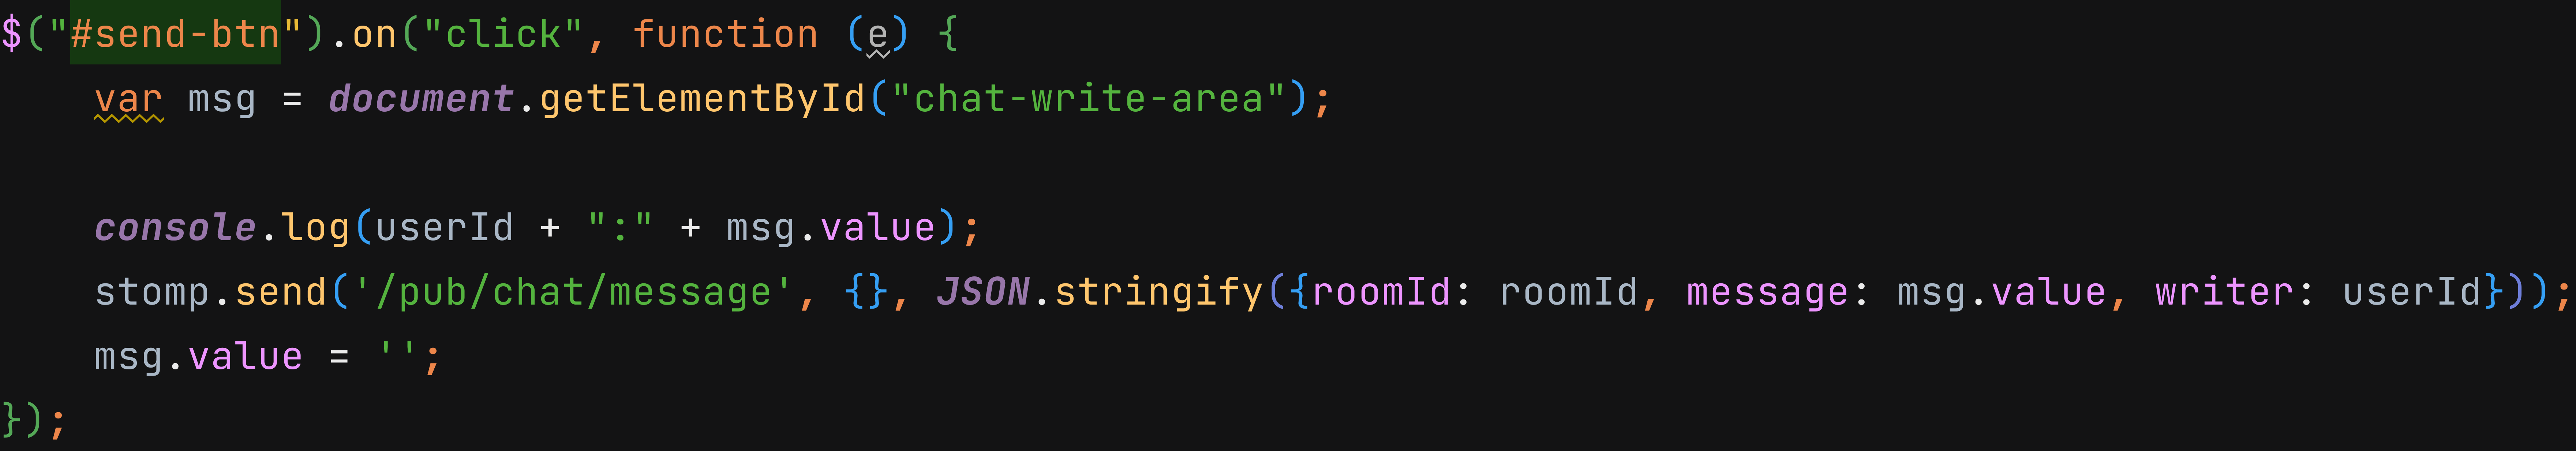 $("#send-btn").on("click", function (e) {
    var msg = document.getElementById("chat-write-area");

    console.log(userId + ":" + msg.value);
    stomp.send('/pub/chat/message', {}, JSON.stringify({roomId: roomId, message: msg.value, writer: userId}));
    msg.value = '';
});